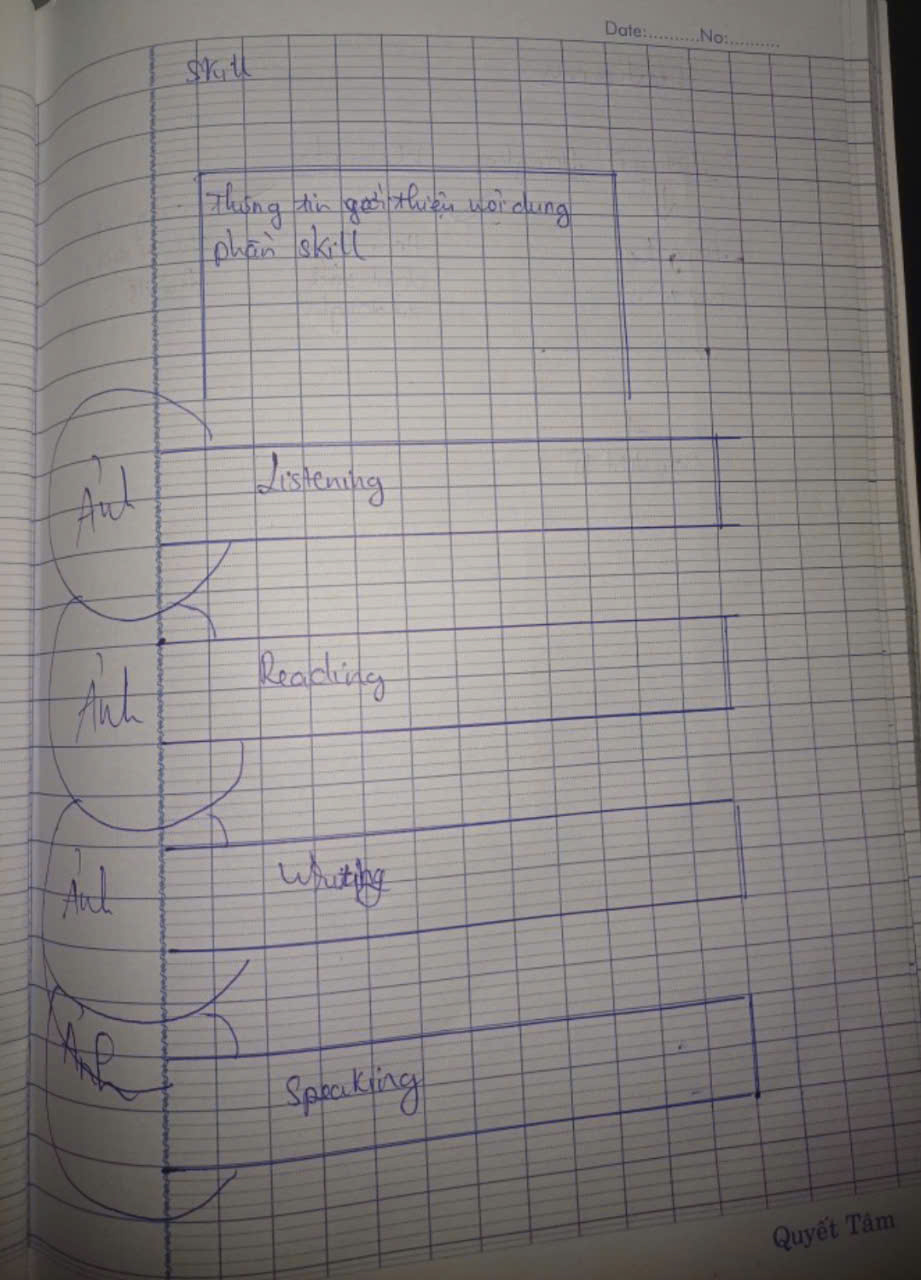 Date:..........No:..........
Skill
Thông tin giới thiệu nội dung
phần skill
Ảnh
Listening
Ảnh
Reading
Ảnh
Writing
Ảnh
Speaking
Quyết Tâm